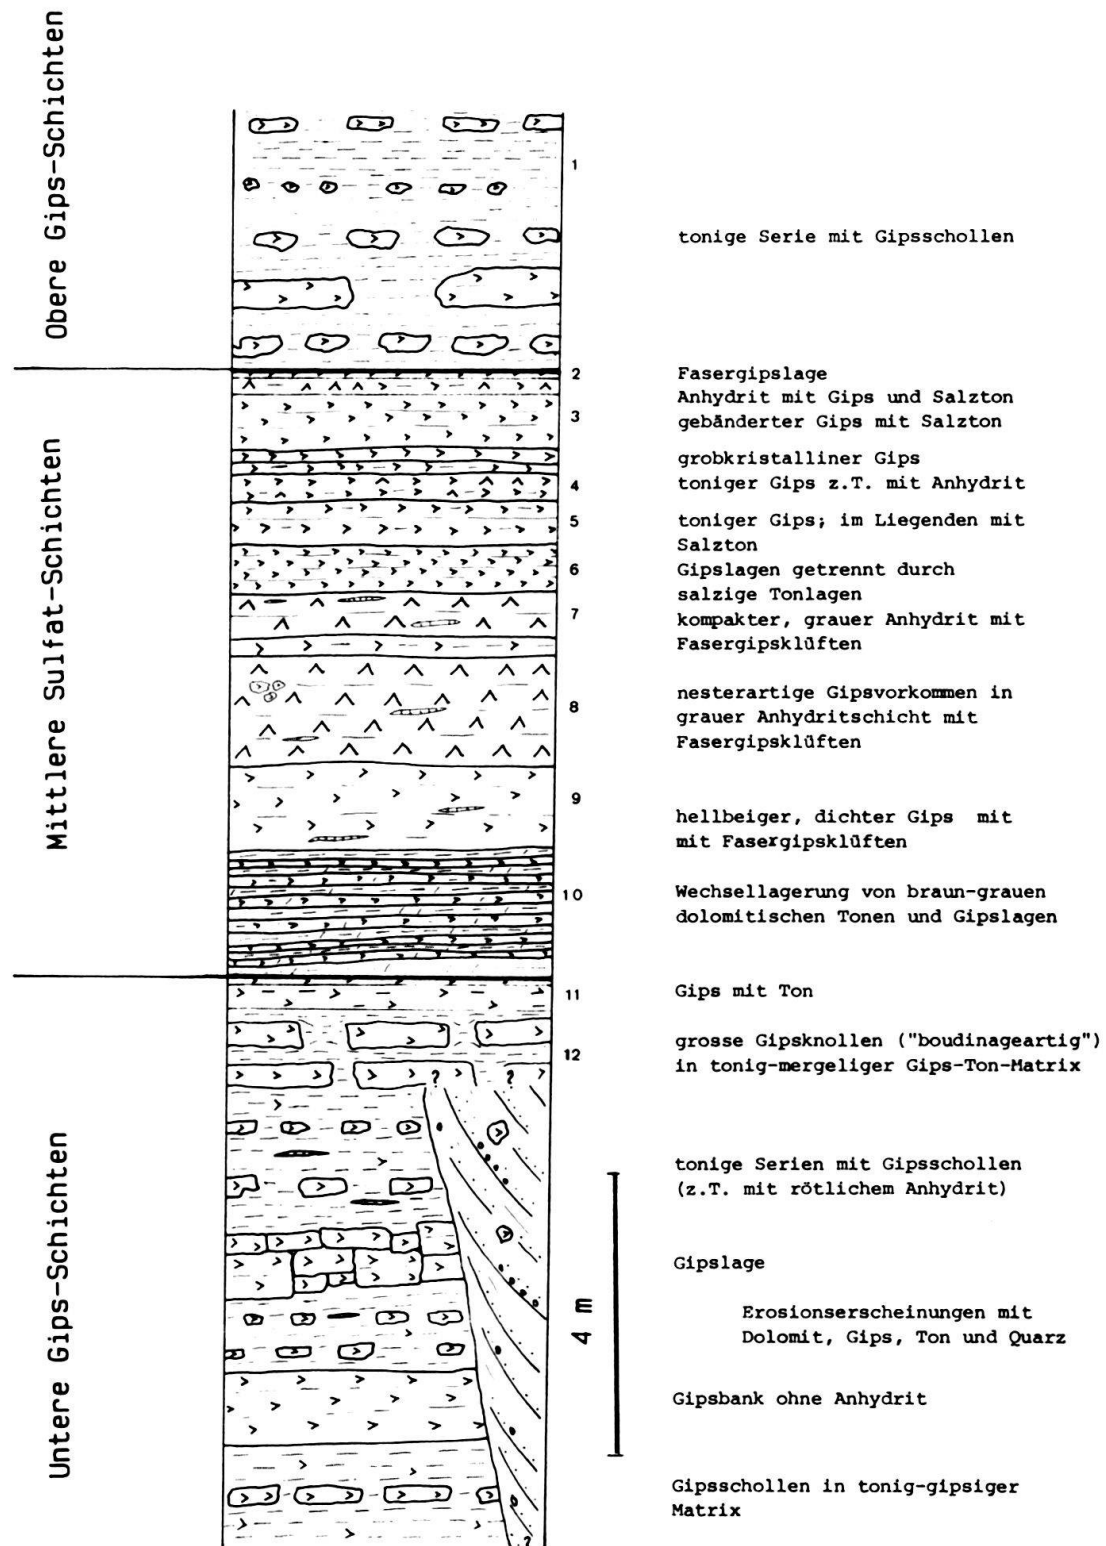 Obere Gips-Schichten
1
tonige Serie mit Gipsschollen
2
Fasergipslage
Anhydrit mit Gips und Salzton
3
gebänderter Gips mit Salzton
grobkristalliner Gips
4
toniger Gips z.T. mit Anhydrit
Mittlere Sulfat-Schichten
5
toniger Gips; im Liegenden mit
Salzton
6
Gipslagen getrennt durch
salzige Tonlagen
7
kompakter, grauer Anhydrit mit
Fasergipsklüften
8
nesterartige Gipsvorkommen in
grauer Anhydritschicht mit
Fasergipsklüften
9
hellbeiger, dichter Gips mit
mit Fasergipsklüften
10
Wechsellagerung von braun-grauen
dolomitischen Tonen und Gipslagen
11
Gips mit Ton
12
grosse Gipsknollen ("boudinageartig")
in tonig-mergeliger Gips-Ton-Matrix
? ?
Untere Gips-Schichten
tonige Serien mit Gipsschollen
(z.T. mit rötlichem Anhydrit)
Gipslage
4 m
Erosionserscheinungen mit
Dolomit, Gips, Ton und Quarz
Gipsbank ohne Anhydrit
Gipsschollen in tonig-gipsiger
Matrix
?